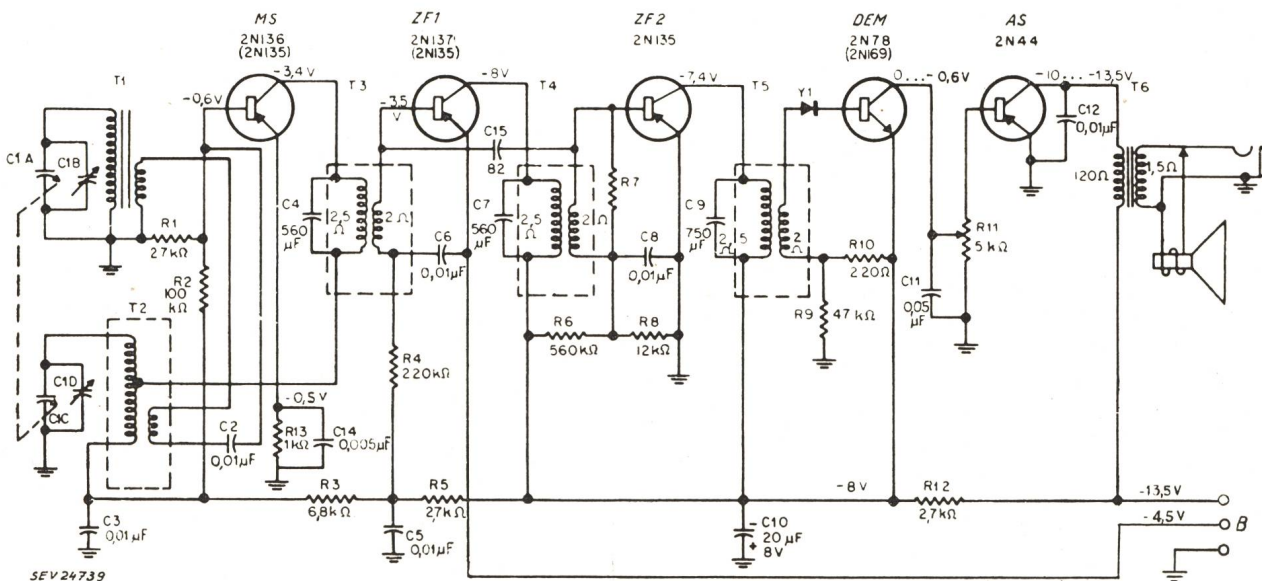 MS
2N136
(2N135)
ZF1
2N137
(2N135)
ZF2
2N135
DEM
2N78
(2N169)
AS
2N44
T1
-0,6V
-3,4V
T3
-3,5
V
-8V
T4
-7,4V
T5
Y1
0...-0,6V
-10...-13,5V
T6
C12
0,01µF
C15
82
C1A
C1B
R1
27kΩ
R2
100
kΩ
C4
560
µF
2,5
Ω
2Ω
C6
0,01µF
C7
560
µF
2,5
Ω
2Ω
R7
C8
0,01µF
C9
750
µF
2,5
Ω
2Ω
R10
220Ω
R9
47 kΩ
C11
0,05
µF
R11
5kΩ
120Ω
1,5Ω
T2
C1D
C1C
C2
0,01µF
R4
220kΩ
R6
560kΩ
R8
12kΩ
-0,5V
R13
1kΩ
C14
0,005µF
R3
6,8kΩ
R5
2,7kΩ
-8V
R12
2,7kΩ
-13,5V
-4,5V
B
C3
0,01µF
C5
0,01µF
- C10
20µF
+ 8V
SEV24739